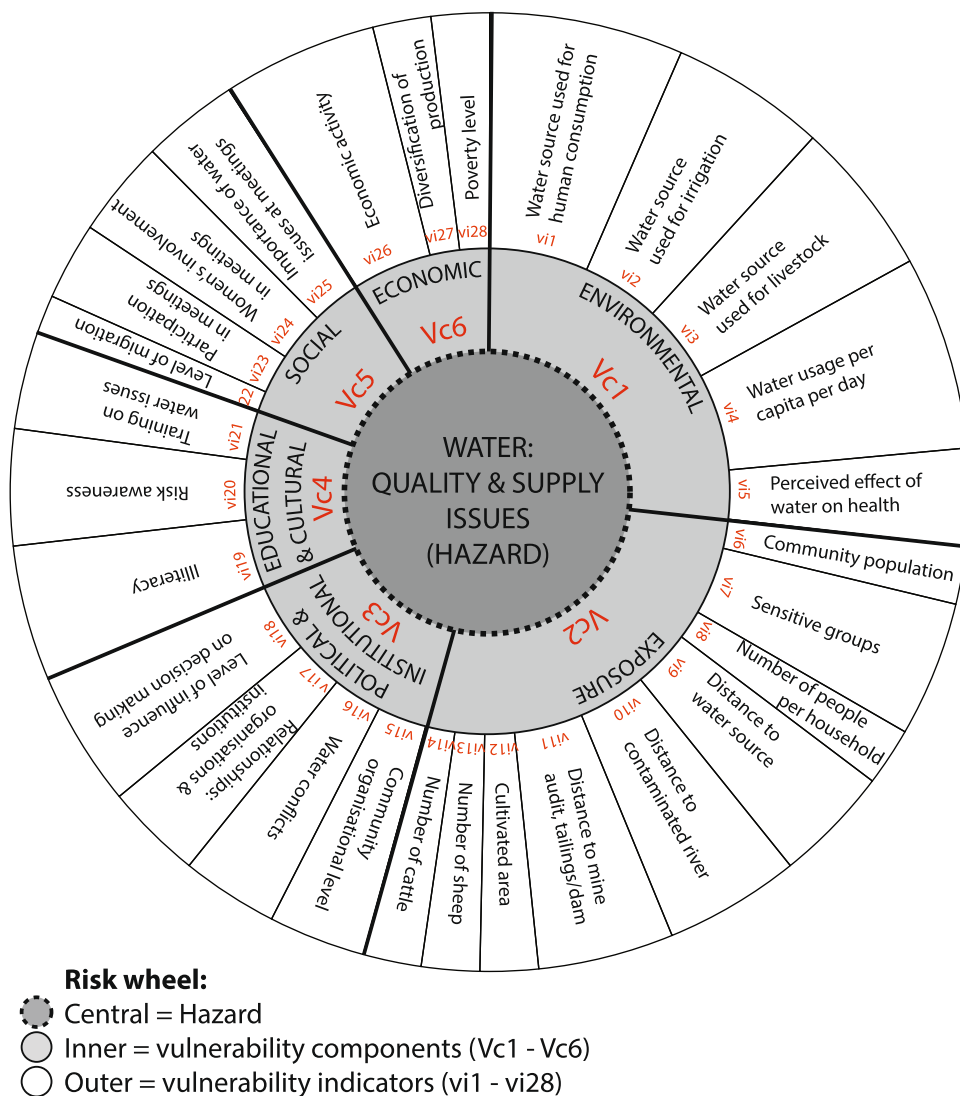 WATER:
QUALITY & SUPPLY
ISSUES
(HAZARD)
ENVIRONMENTAL
Vc1
vi1
Water source used for
human consumption
vi2
Water source
used for irrigation
vi3
Water source
used for livestock
vi4
Water usage per
capita per day
vi5
Perceived effect of
water on health
EXPOSURE
Vc2
vi6
Community population
vi7
Sensitive groups
vi8
Number of people
per household
vi9
Distance to
water source
vi10
Distance to
contaminated river
vi11
Distance to mine
audit, tailings/dam
vi12
Cultivated area
vi13
Number of sheep
vi14
Number of cattle
POLITICAL &
INSTITUTIONAL
Vc3
vi15
Community
organisational level
vi16
Water conflicts
vi17
Relationships:
organisations &
institutions
vi18
Level of influence
on decision making
EDUCATIONAL
& CULTURAL
Vc4
vi19
Illiteracy
vi20
Risk awareness
vi21
Training on
water issues
SOCIAL
Vc5
22
Level of migration
vi23
Participation
in meetings
vi24
Women's involvement
in meetings
vi25
Importance of water
Issues at meetings
ECONOMIC
Vc6
vi26
Economic activity
vi27
Diversification of
production
vi28
Poverty level
Risk wheel:
Central = Hazard
Inner = vulnerability components (Vc1 - Vc6)
Outer = vulnerability indicators (vi1 - vi28)